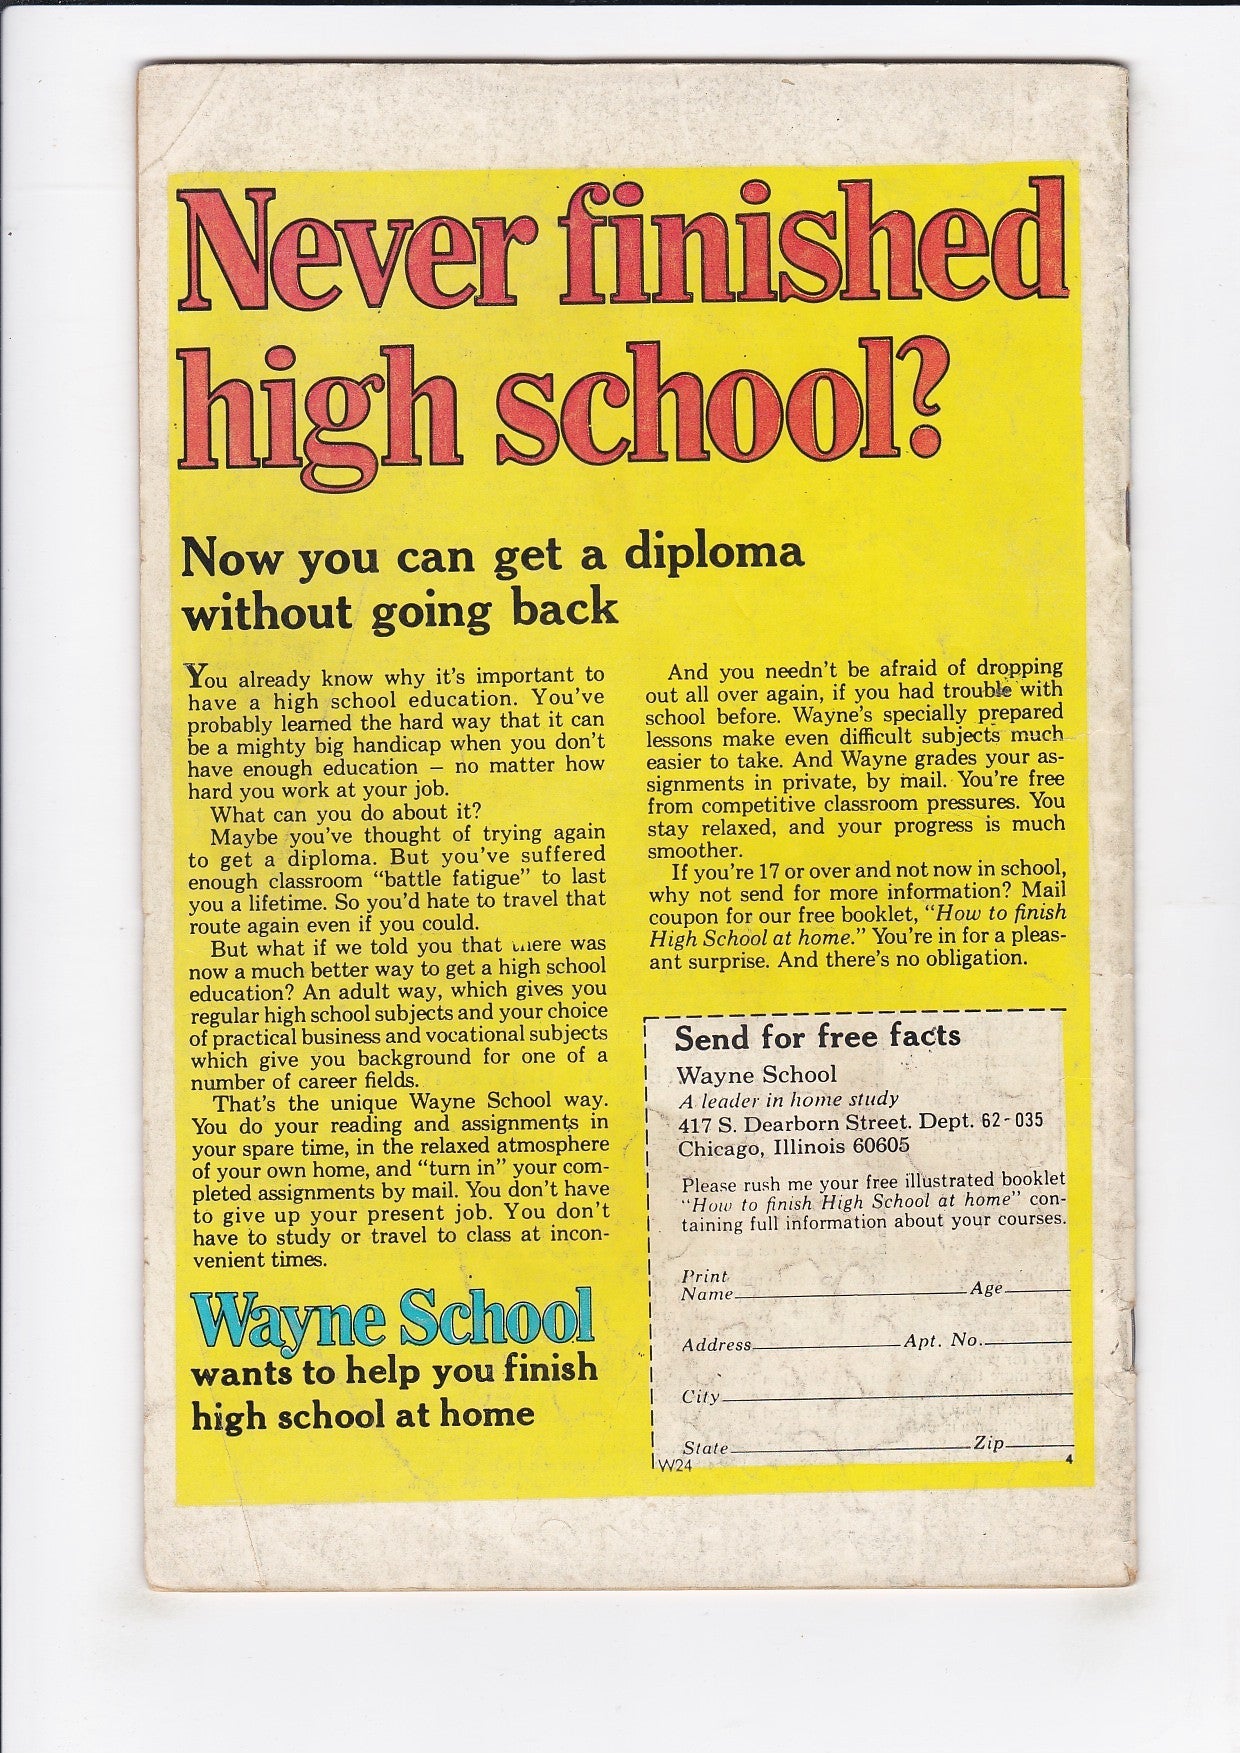 Never finished
high school?
Now you can get a diploma
without going back
You already know why it's important to
have a high school education. You've
probably learned the hard way that it can
be a mighty big handicap when you don't
have enough education – no matter how
hard you work at your job.
What can you do about it?
Maybe you've thought of trying again
to get a diploma. But you've suffered
enough classroom "battle fatigue" to last
you a lifetime. So you'd hate to travel that
route again even if you could.
But what if we told you that there was
now a much better way to get a high school
education? An adult way, which gives you
regular high school subjects and your choice
of practical business and vocational subjects
which give you background for one of a
number of career fields.
That's the unique Wayne School way.
You do your reading and assignments in
your spare time, in the relaxed atmosphere
of your own home, and "turn in" your com-
pleted assignments by mail. You don't have
to give up your present job. You don't
have to study or travel to class at incon-
venient times.
Wayne School
wants to help you finish
high school at home
And you needn't be afraid of dropping
out all over again, if you had trouble with
school before. Wayne's specially prepared
lessons make even difficult subjects much
easier to take. And Wayne grades your as-
signments in private, by mail. You're free
from competitive classroom pressures. You
stay relaxed, and your progress is much
smoother.
If you're 17 or over and not now in school,
why not send for more information? Mail
coupon for our free booklet, "How to finish
High School at home." You're in for a pleas-
ant surprise. And there's no obligation.
Send for free facts
Wayne School
A leader in home study
417 S. Dearborn Street. Dept. 62-035
Chicago, Illinois 60605
Please rush me your free illustrated booklet
"How to finish High School at home" con-
taining full information about your courses.
Print
Name Age
Address Apt. No.
City
State Zip
W24 4